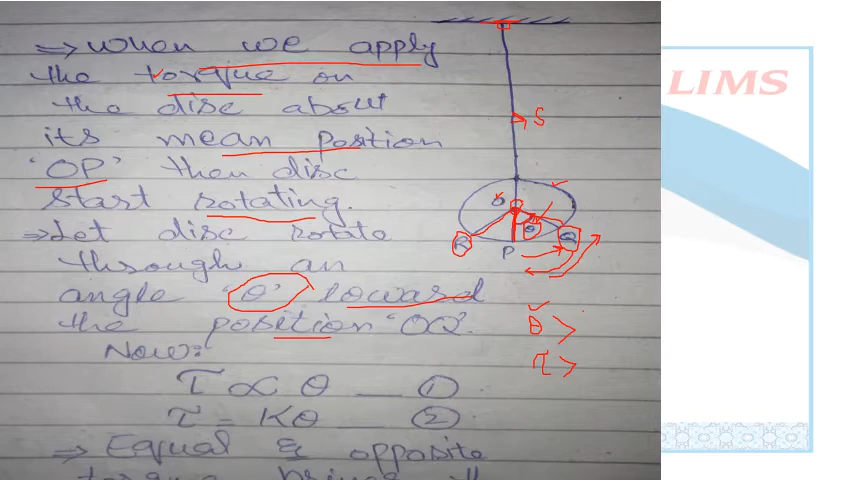 ⇒ When we apply
the torque on
the disc about
its mean position
'OP' then disc
start rotating.
⇒ Let disc rotate
through an
angle 'θ' toward
the position 'OQ'.
Now:
τ ∝ θ — ①
τ = Kθ — ②
⇒ Equal & opposite
S
O
θ
R
P
Q
θ >
τ >
LIMS